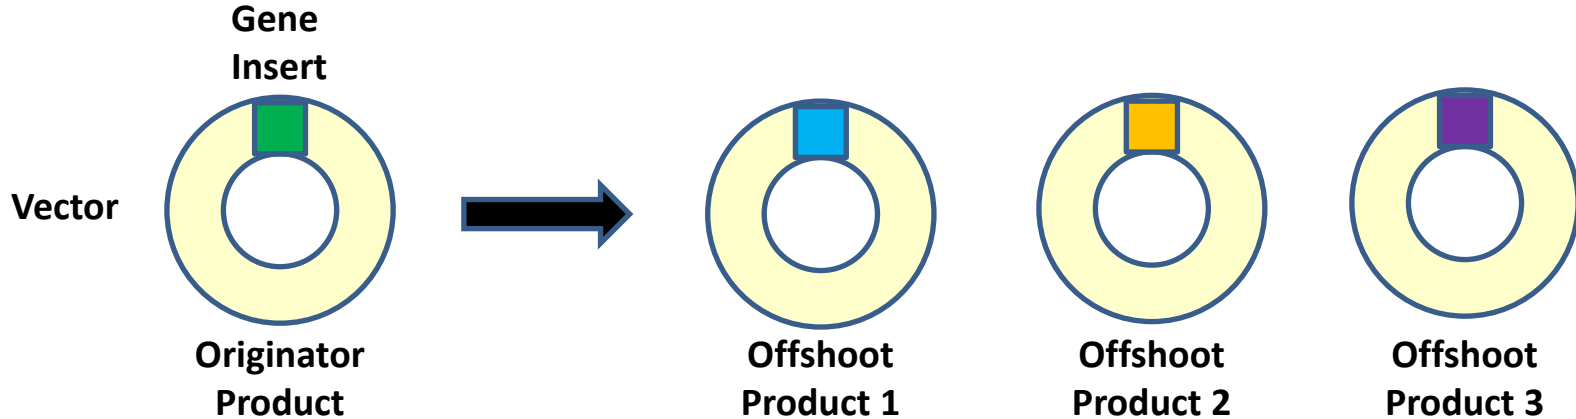 Gene
Insert
Vector
Originator
Product
Offshoot
Product 1
Offshoot
Product 2
Offshoot
Product 3